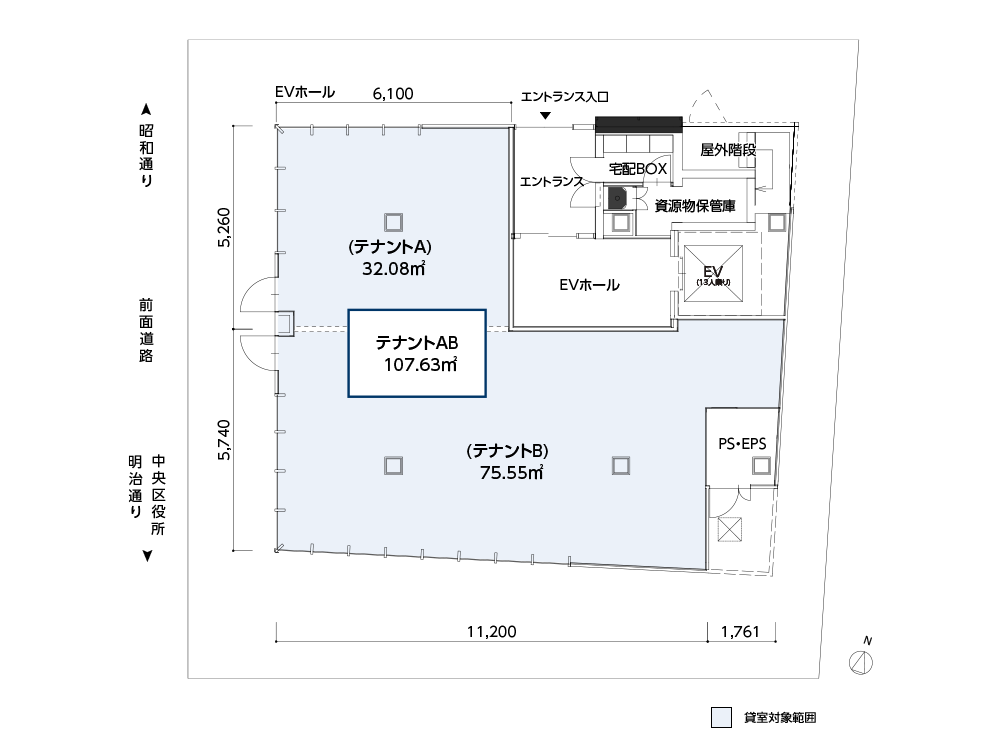 EVホール
6,100
エントランス入口
昭和通り
屋外階段
宅配BOX
エントランス
資源物保管庫
5,260
(テナントA)
32.08㎡
EVホール
EV
(13人乗り)
前面道路
テナントAB
107.63㎡
5,740
(テナントB)
75.55㎡
PS・EPS
中央区役所
明治通り
11,200
1,761
N
貸室対象範囲